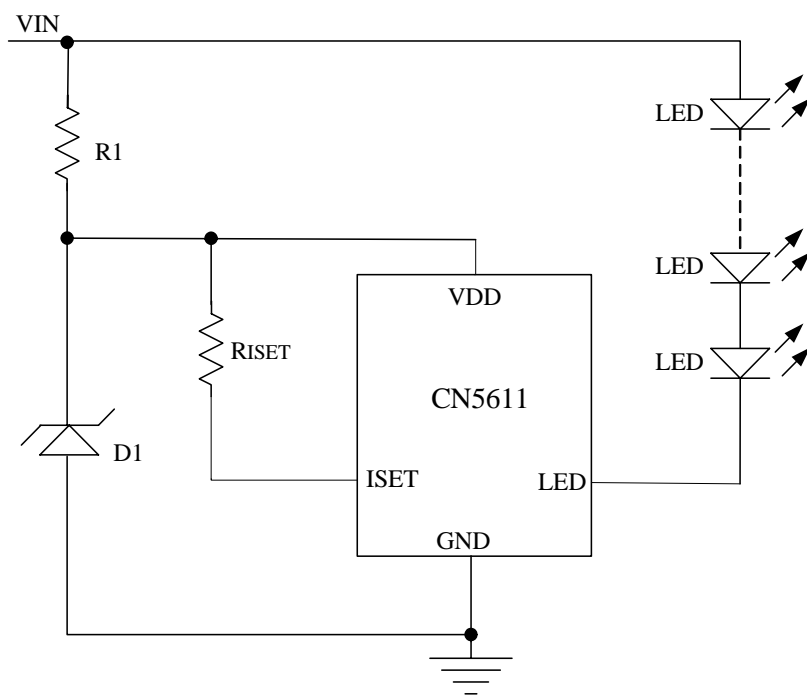 VIN
LED
R1
LED
VDD
RISET
LED
CN5611
D1
ISET
LED
GND